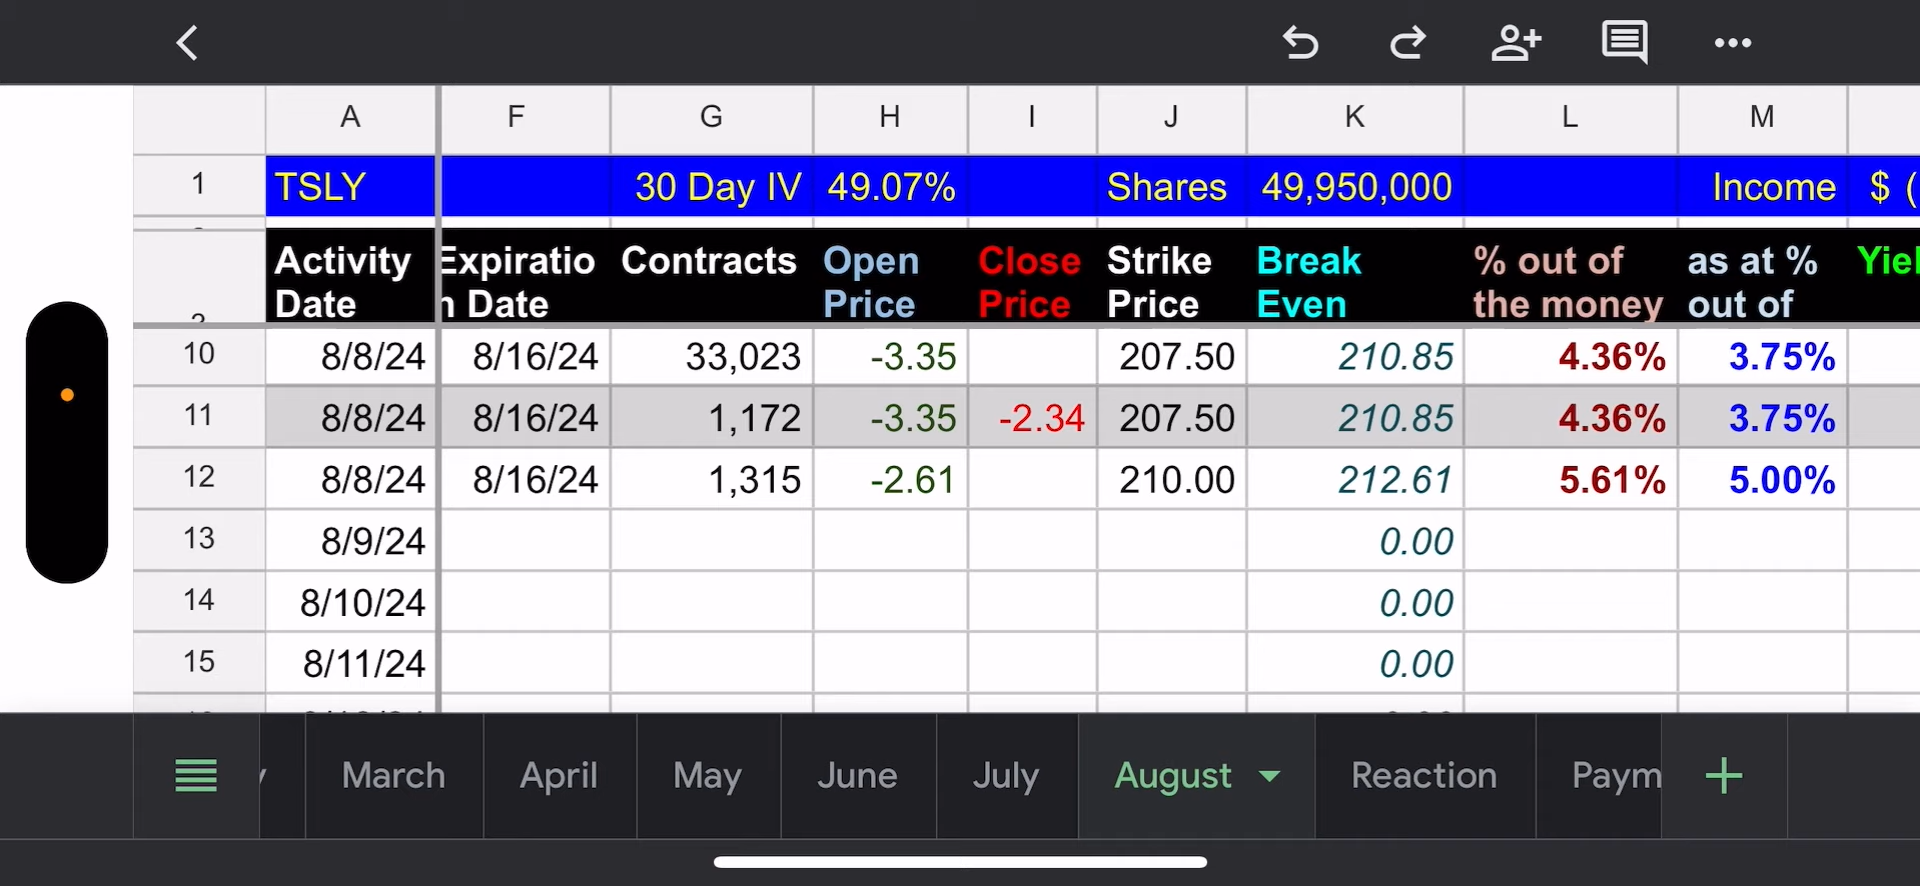 A F G H I J K L M
1 TSLY 30 Day IV 49.07% Shares 49,950,000 Income $ (
Activity Date Expiratio n Date Contracts Open Price Close Price Strike Price Break Even % out of the money as at % out of Yiel
10 8/8/24 8/16/24 33,023 -3.35 207.50 210.85 4.36% 3.75%
11 8/8/24 8/16/24 1,172 -3.35 -2.34 207.50 210.85 4.36% 3.75%
12 8/8/24 8/16/24 1,315 -2.61 210.00 212.61 5.61% 5.00%
13 8/9/24 0.00
14 8/10/24 0.00
15 8/11/24 0.00
March April May June July August Reaction Paym